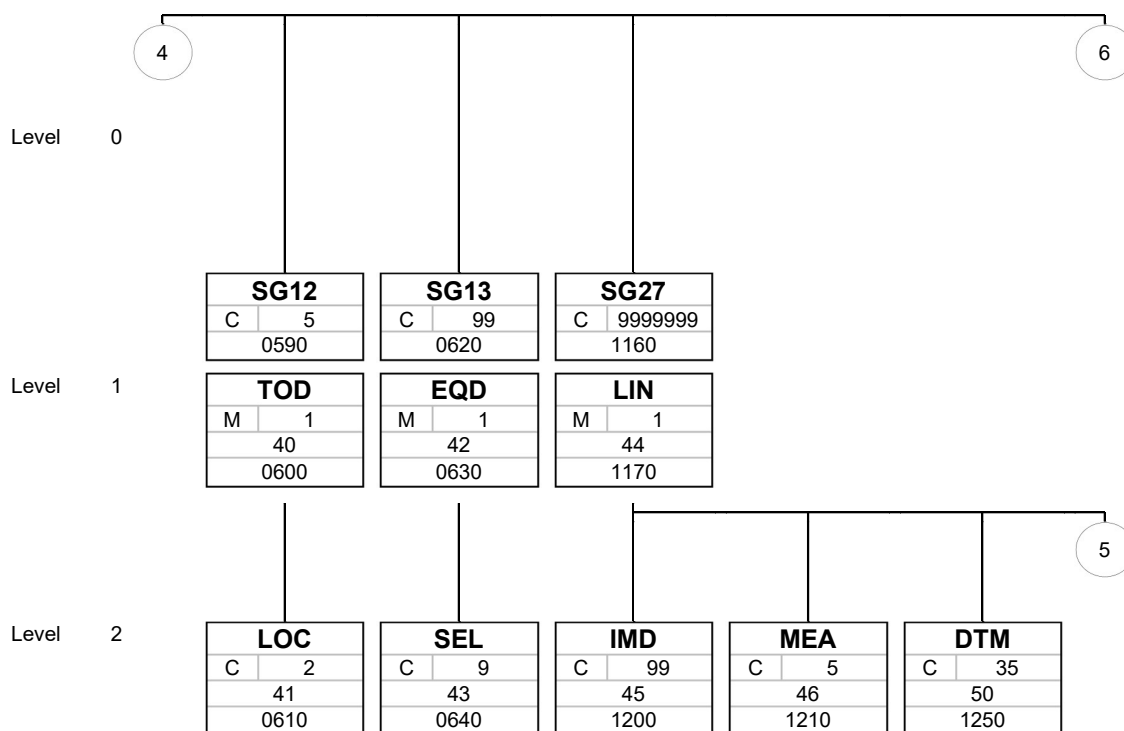 4 6
Level 0
SG12 SG13 SG27
C 5 C 99 C 9999999
0590 0620 1160
Level 1 TOD EQD LIN
M 1 M 1 M 1
40 42 44
0600 0630 1170
5
Level 2 LOC SEL IMD MEA DTM
C 2 C 9 C 99 C 5 C 35
41 43 45 46 50
0610 0640 1200 1210 1250